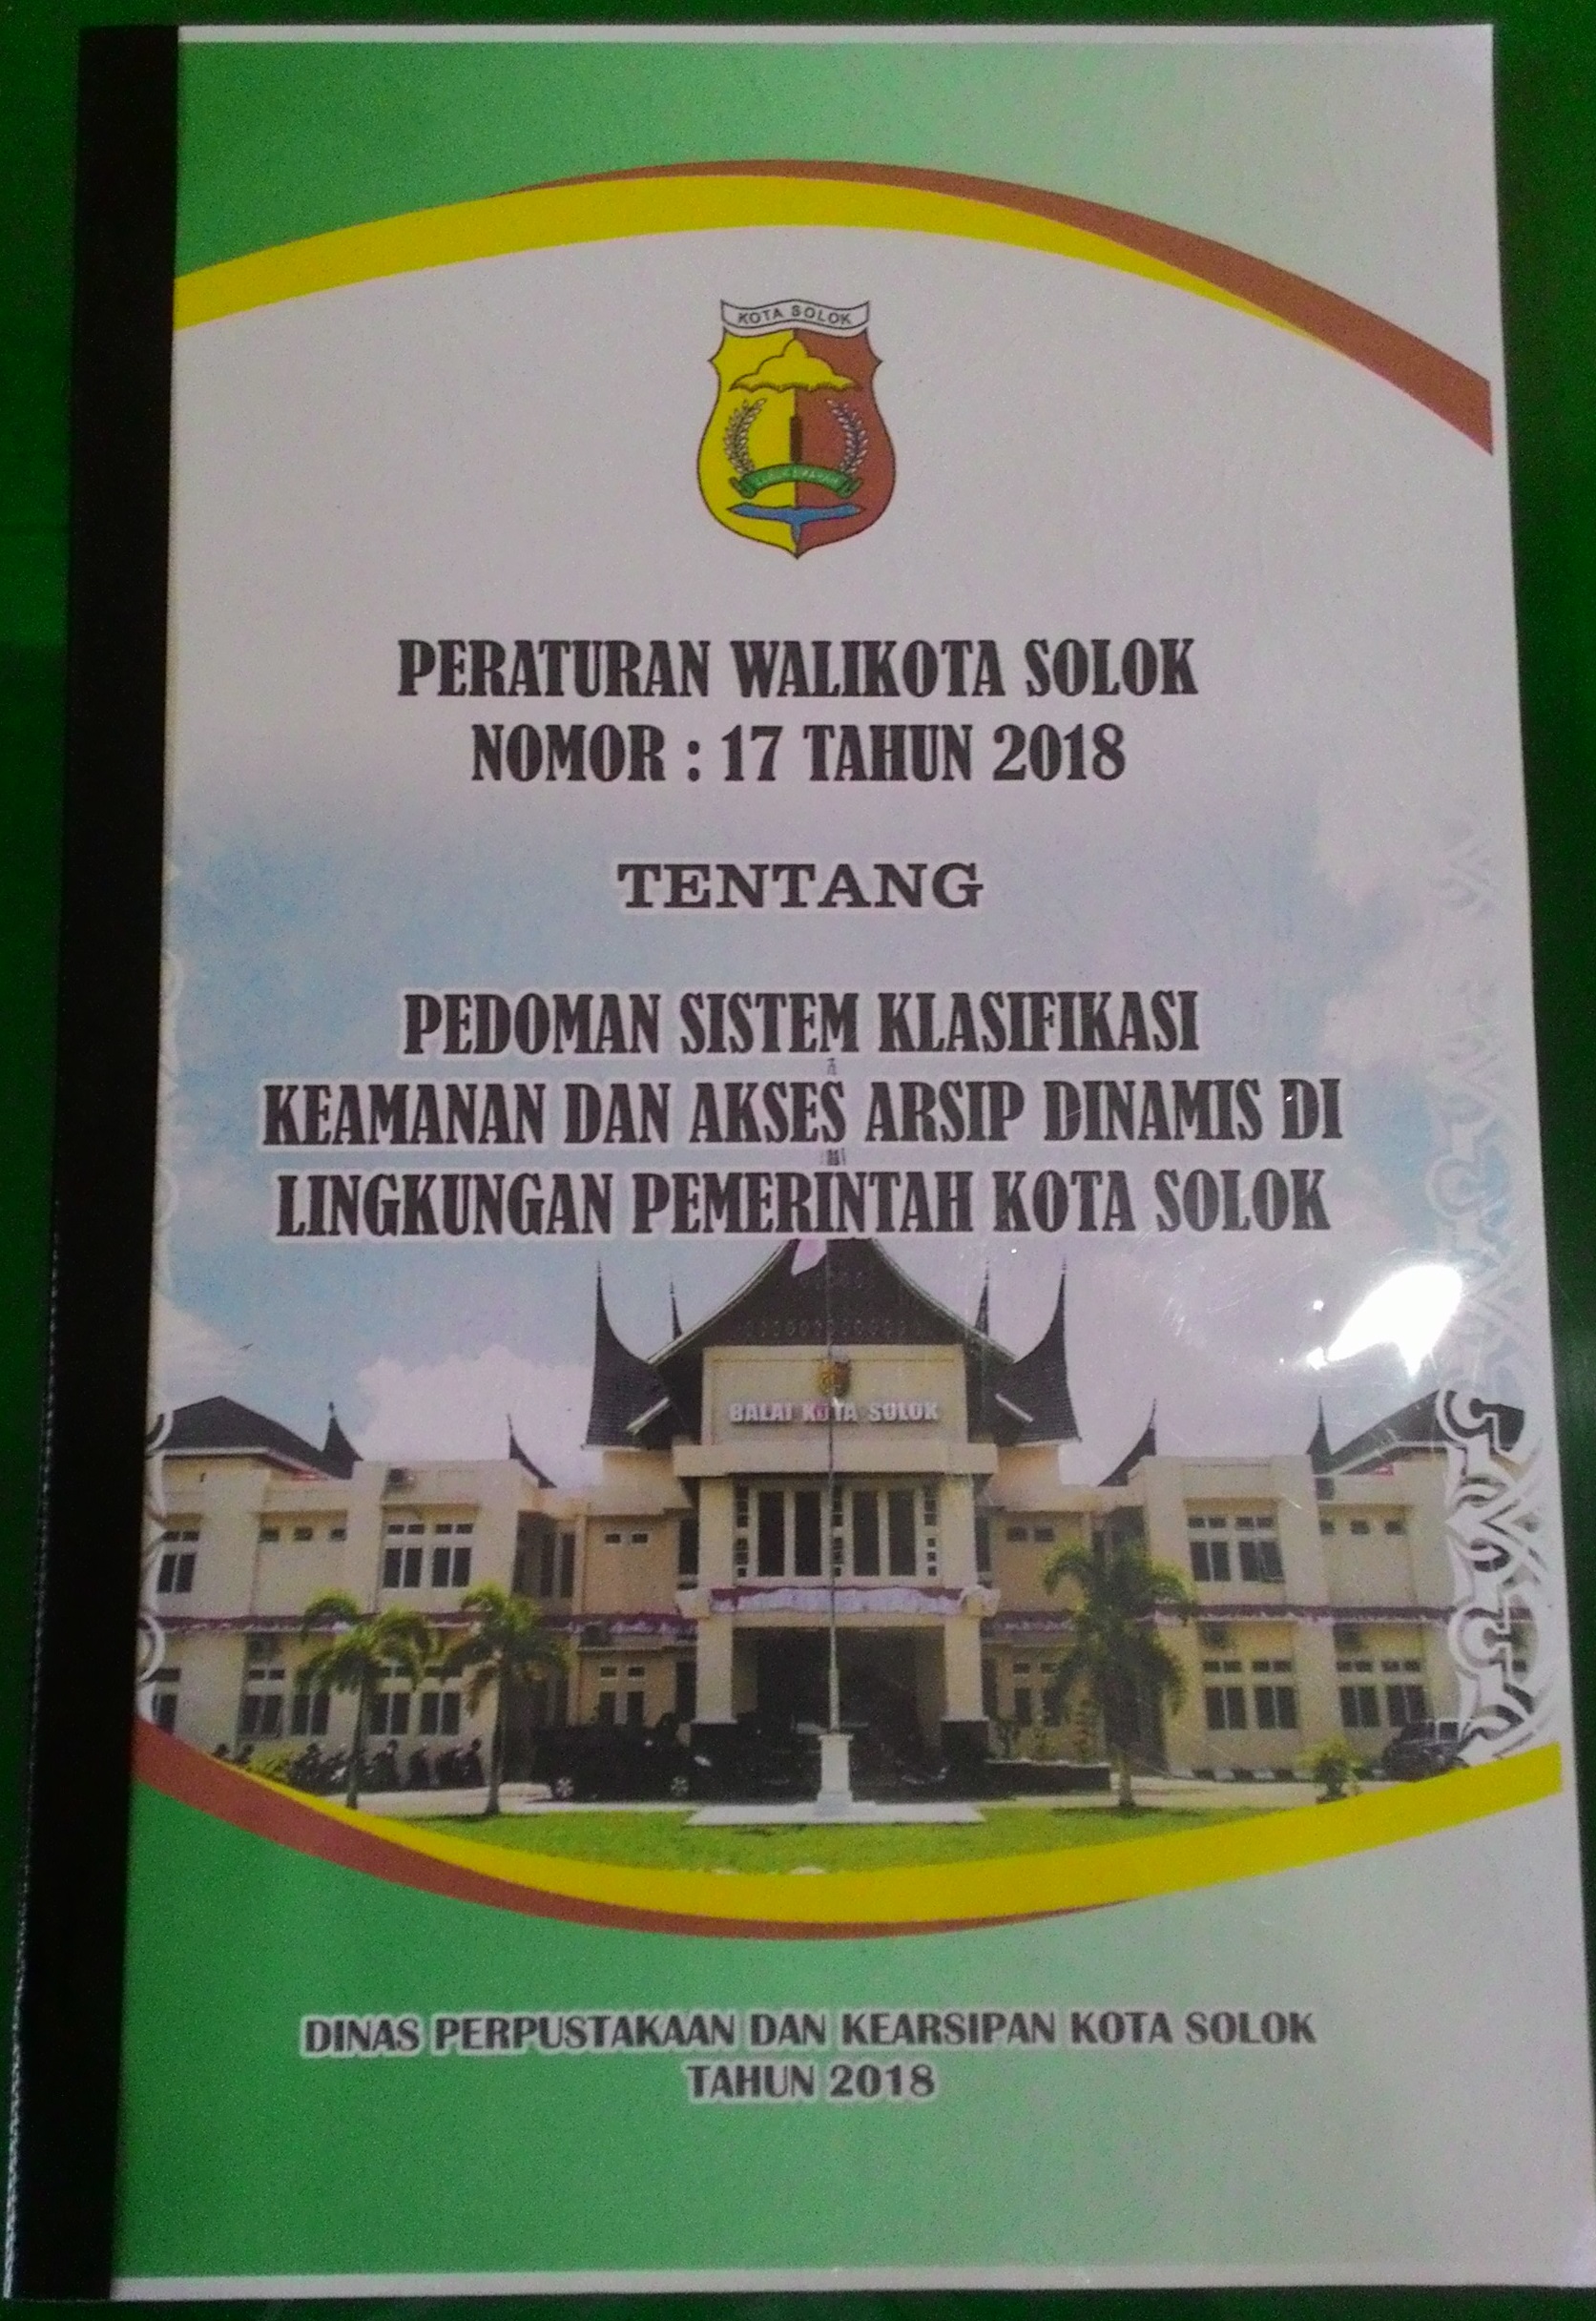 KOTA SOLOK
PERATURAN WALIKOTA SOLOK
NOMOR : 17 TAHUN 2018
TENTANG
PEDOMAN SISTEM KLASIFIKASI
KEAMANAN DAN AKSES ARSIP DINAMIS DI
LINGKUNGAN PEMERINTAH KOTA SOLOK
BALAI KOTA SOLOK
DINAS PERPUSTAKAAN DAN KEARSIPAN KOTA SOLOK
TAHUN 2018